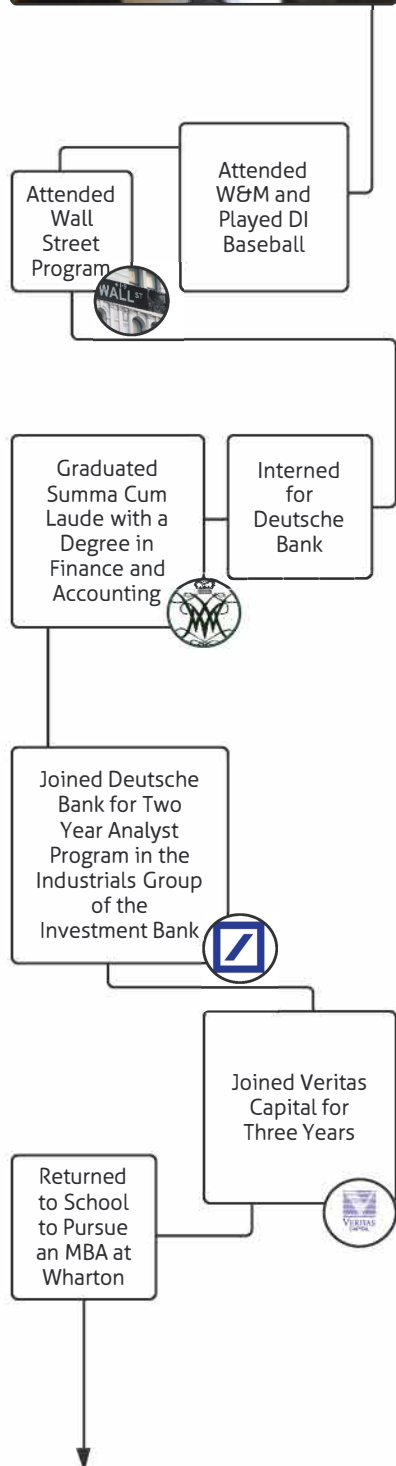 Attended
W&M and
Played DI
Baseball
Attended
Wall
Street
Program
WALL ST
Interned
for
Deutsche
Bank
Graduated
Summa Cum
Laude with a
Degree in
Finance and
Accounting
Joined Deutsche
Bank for Two
Year Analyst
Program in the
Industrials Group
of the
Investment Bank
Joined Veritas
Capital for
Three Years
VERITAS
CAPITAL
Returned
to School
to Pursue
an MBA at
Wharton